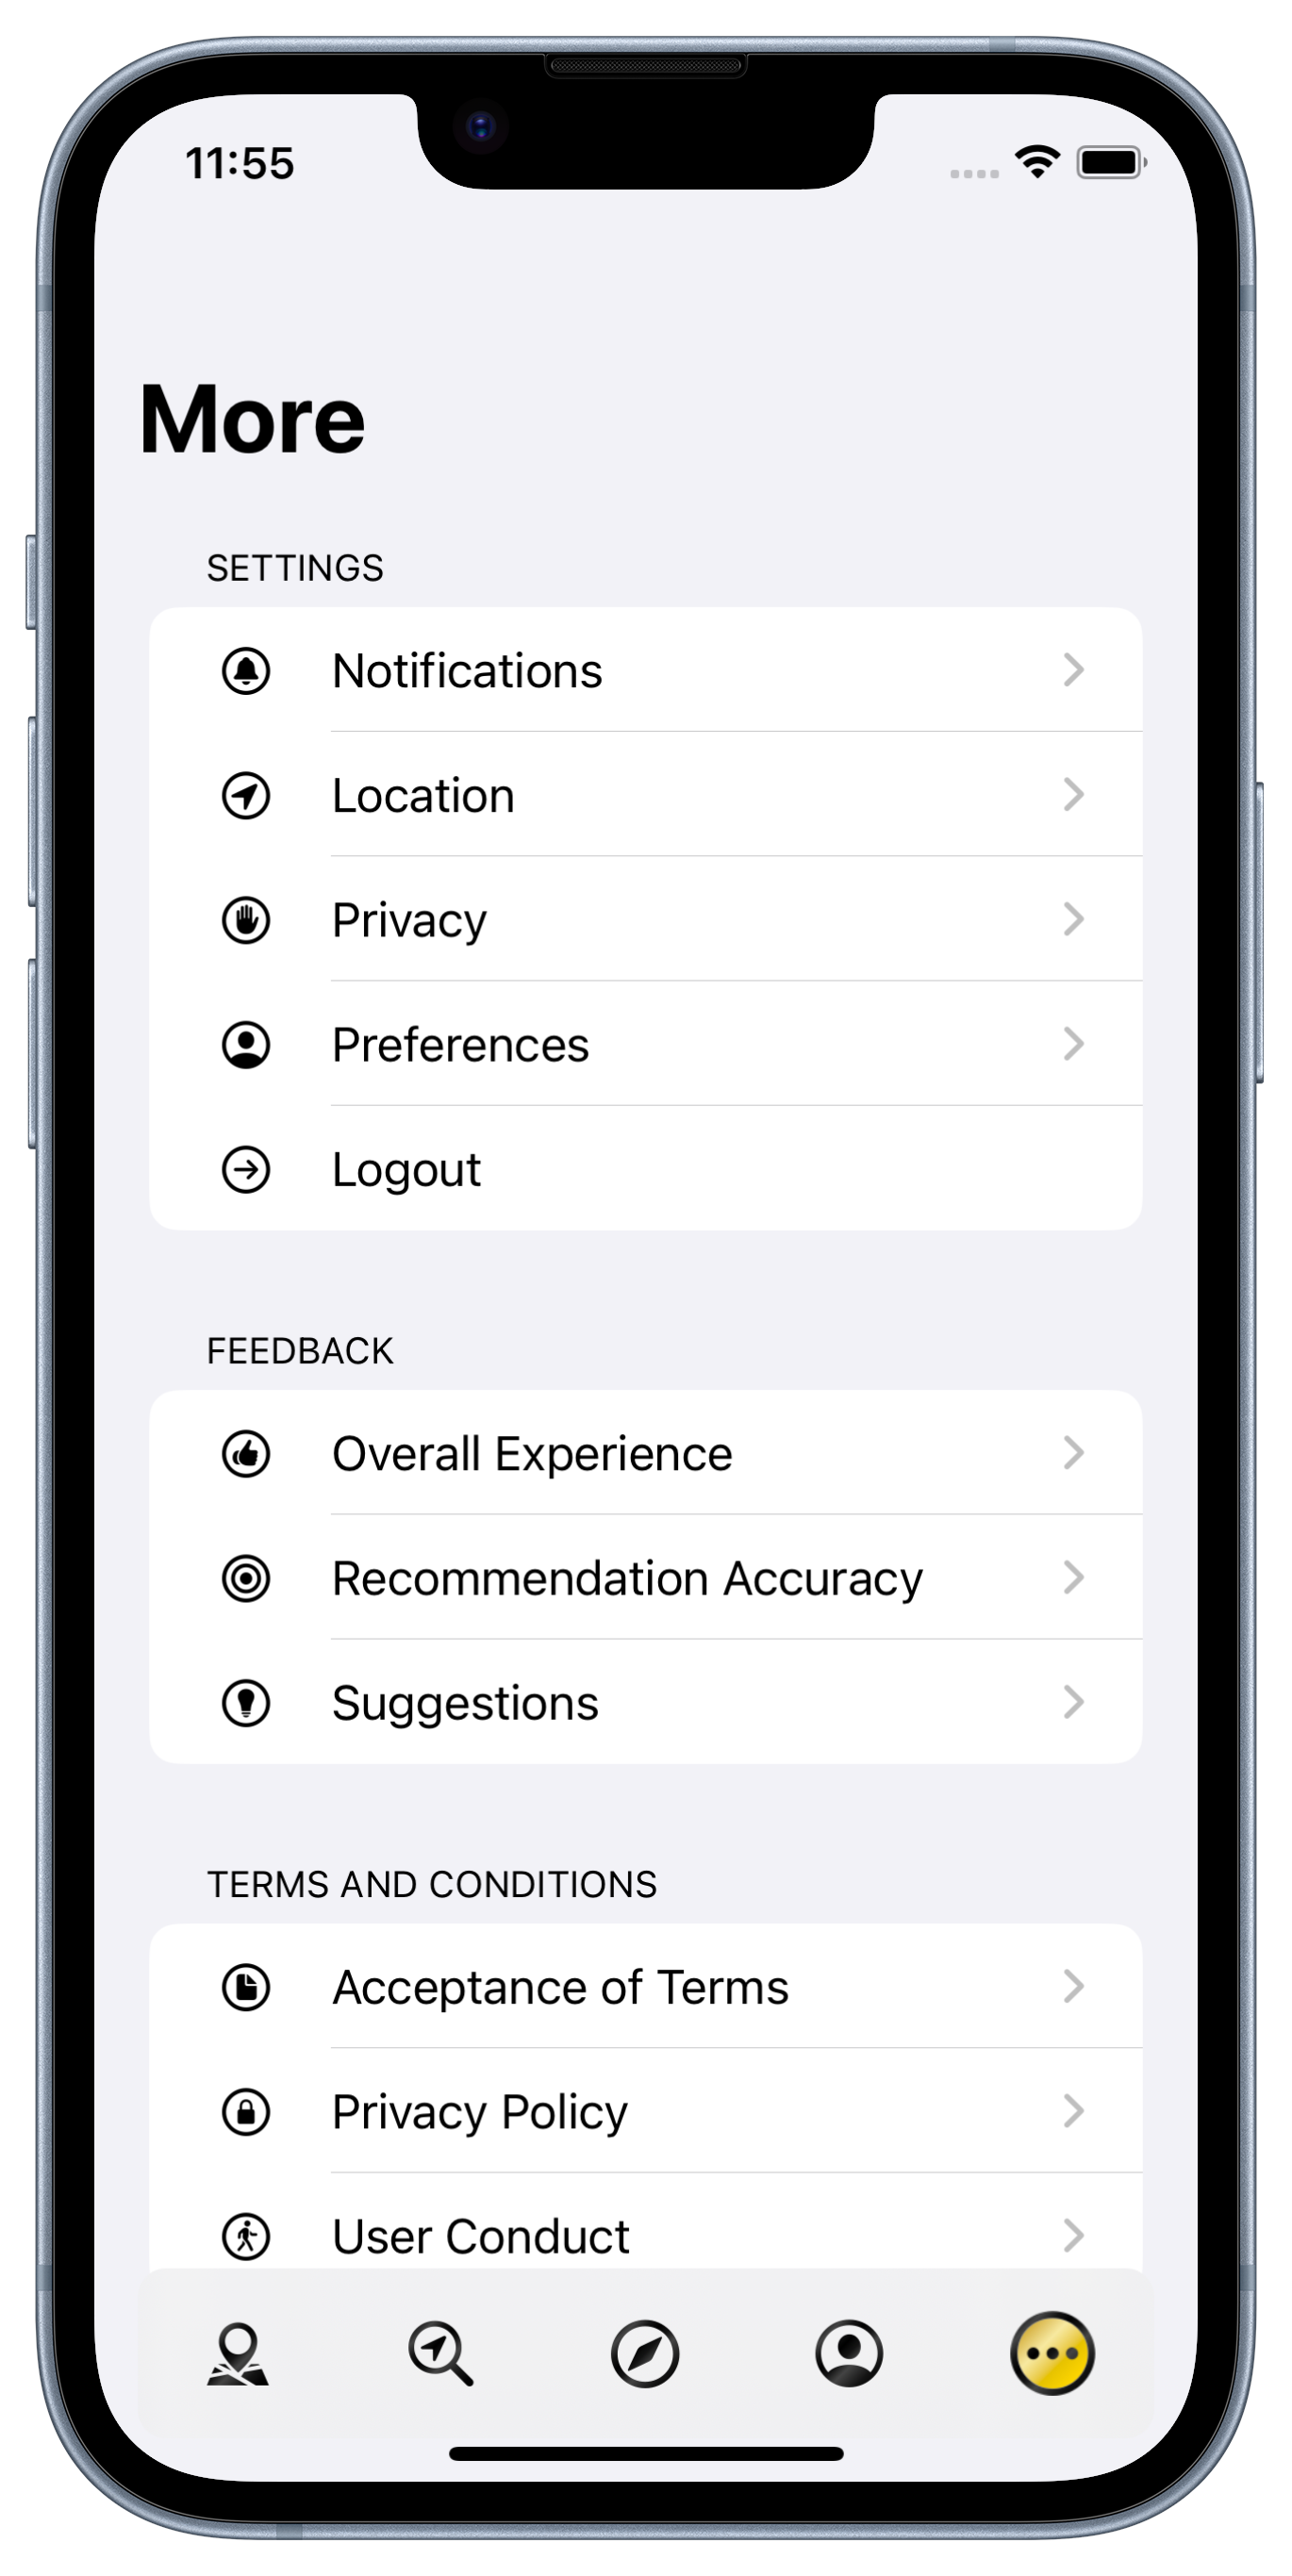 11:55
More
SETTINGS
Notifications
Location
Privacy
Preferences
Logout
FEEDBACK
Overall Experience
Recommendation Accuracy
Suggestions
TERMS AND CONDITIONS
Acceptance of Terms
Privacy Policy
User Conduct